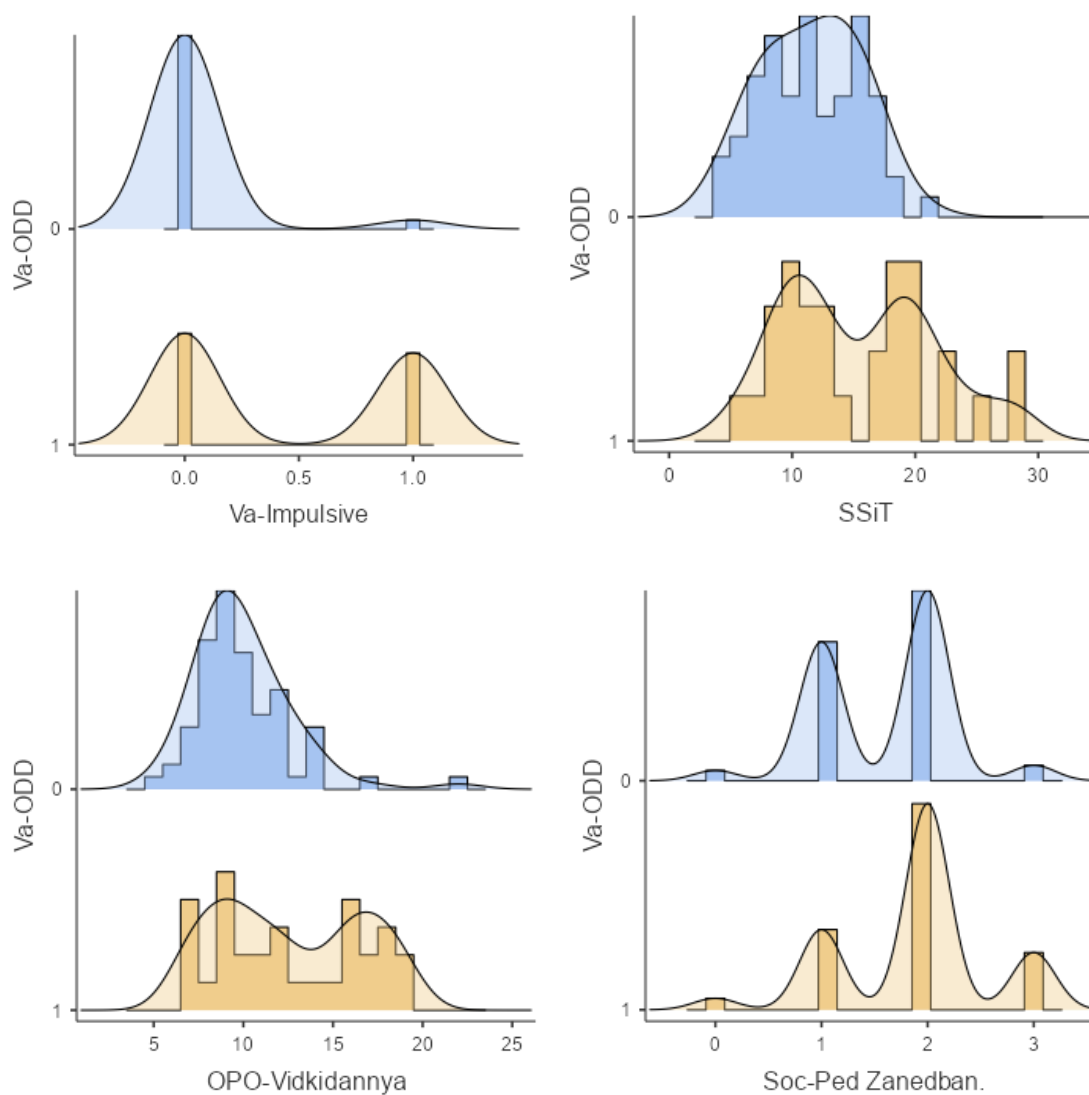 Va-ODD
0
1
0.0 0.5 1.0
Va-Impulsive
Va-ODD
0
1
0 10 20 30
SSiT
Va-ODD
0
1
5 10 15 20 25
OPO-Vidkidannya
Va-ODD
0
1
0 1 2 3
Soc-Ped Zanedban.